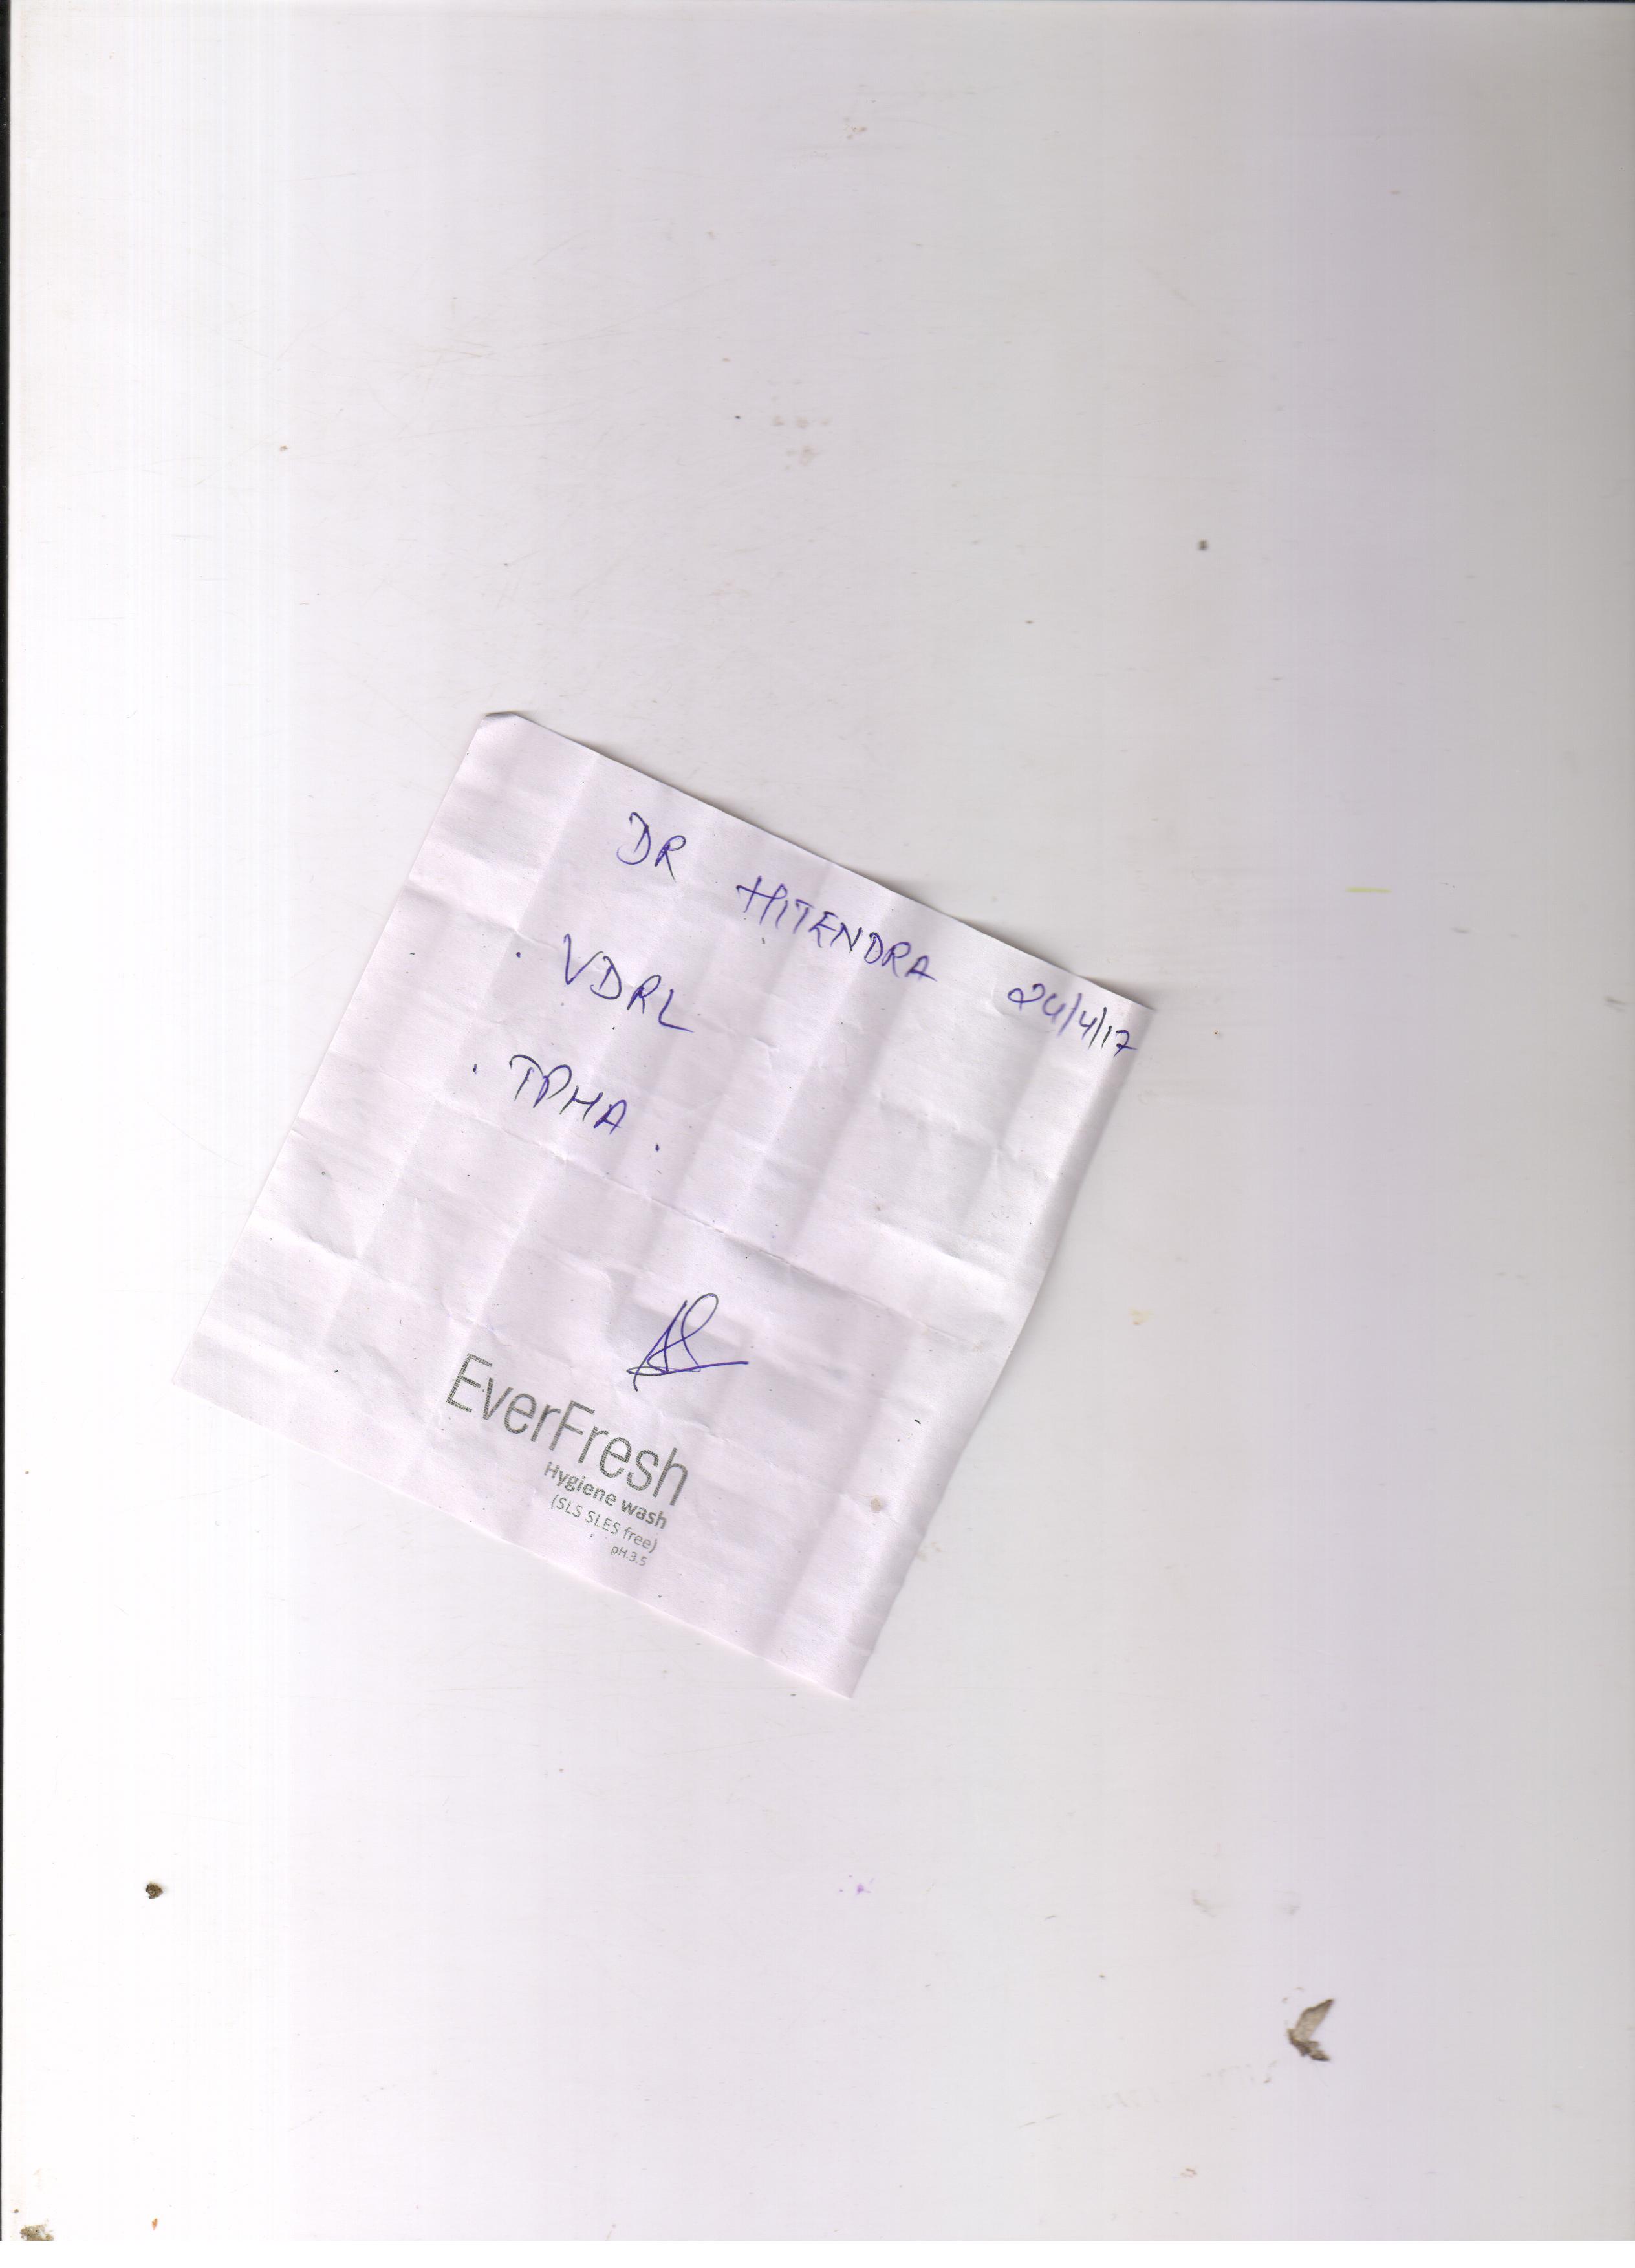 DR HITENDRA 24/4/17
. VDRL
. TPHA .
EverFresh
Hygiene wash
(SLS SLES free)
pH 3.5